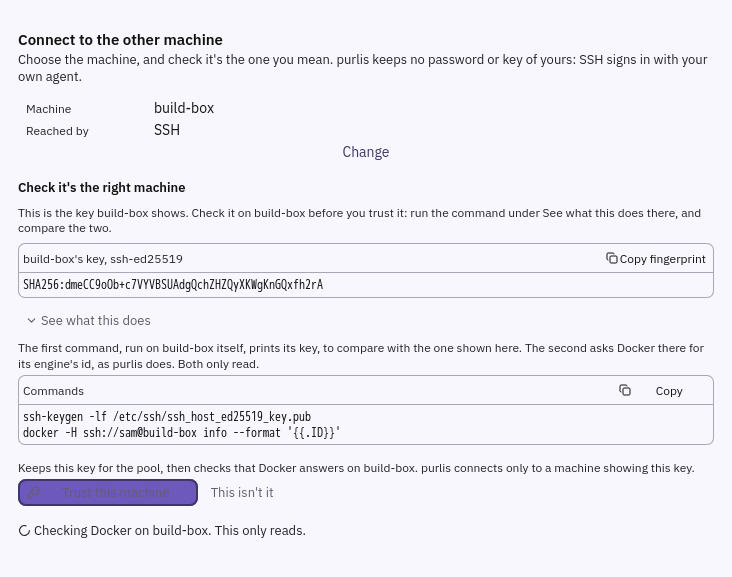 Connect to the other machine
Choose the machine, and check it's the one you mean. purlis keeps no password or key of yours: SSH signs in with your
own agent.
Machine build-box
Reached by SSH
Change
Check it's the right machine
This is the key build-box shows. Check it on build-box before you trust it: run the command under See what this does there, and
compare the two.
build-box's key, ssh-ed25519 Copy fingerprint
SHA256:dmeCC9oOb+c7VYVBSUAdgQchZHZQyXKWgKnGQxfh2rA
See what this does
The first command, run on build-box itself, prints its key, to compare with the one shown here. The second asks Docker there for
its engine's id, as purlis does. Both only read.
Commands Copy
ssh-keygen -lf /etc/ssh/ssh_host_ed25519_key.pub
docker -H ssh://sam@build-box info --format '{{.ID}}'
Keeps this key for the pool, then checks that Docker answers on build-box. purlis connects only to a machine showing this key.
Trust this machine This isn't it
Checking Docker on build-box. This only reads.